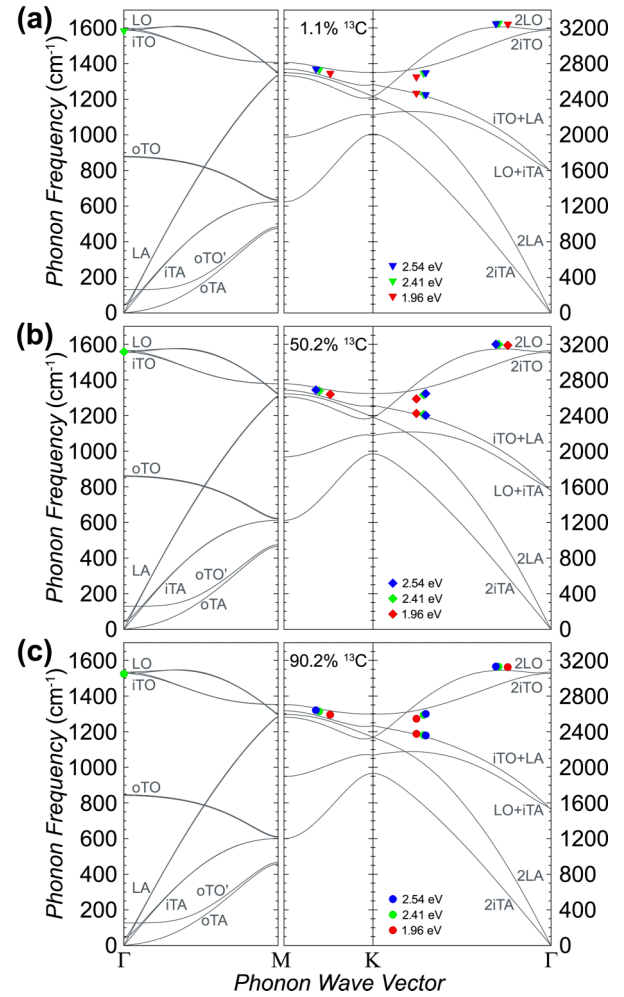 (a)
1.1% ¹³C
Phonon Frequency (cm⁻¹)
1600
1400
1200
1000
800
600
400
200
0
LO
iTO
oTO
LA
iTA
oTO'
oTA
2LO
2iTO
iTO+LA
LO+iTA
2LA
2iTA
2.54 eV
2.41 eV
1.96 eV
3200
2800
2400
2000
1600
1200
800
400
0
(b)
50.2% ¹³C
Phonon Frequency (cm⁻¹)
1600
1400
1200
1000
800
600
400
200
0
LO
iTO
oTO
LA
iTA
oTO'
oTA
2LO
2iTO
iTO+LA
LO+iTA
2LA
2iTA
2.54 eV
2.41 eV
1.96 eV
3200
2800
2400
2000
1600
1200
800
400
0
(c)
90.2% ¹³C
Phonon Frequency (cm⁻¹)
1600
1400
1200
1000
800
600
400
200
0
LO
iTO
oTO
LA
iTA
oTO'
oTA
2LO
2iTO
iTO+LA
LO+iTA
2LA
2iTA
2.54 eV
2.41 eV
1.96 eV
3200
2800
2400
2000
1600
1200
800
400
0
Γ M K Γ
Phonon Wave Vector